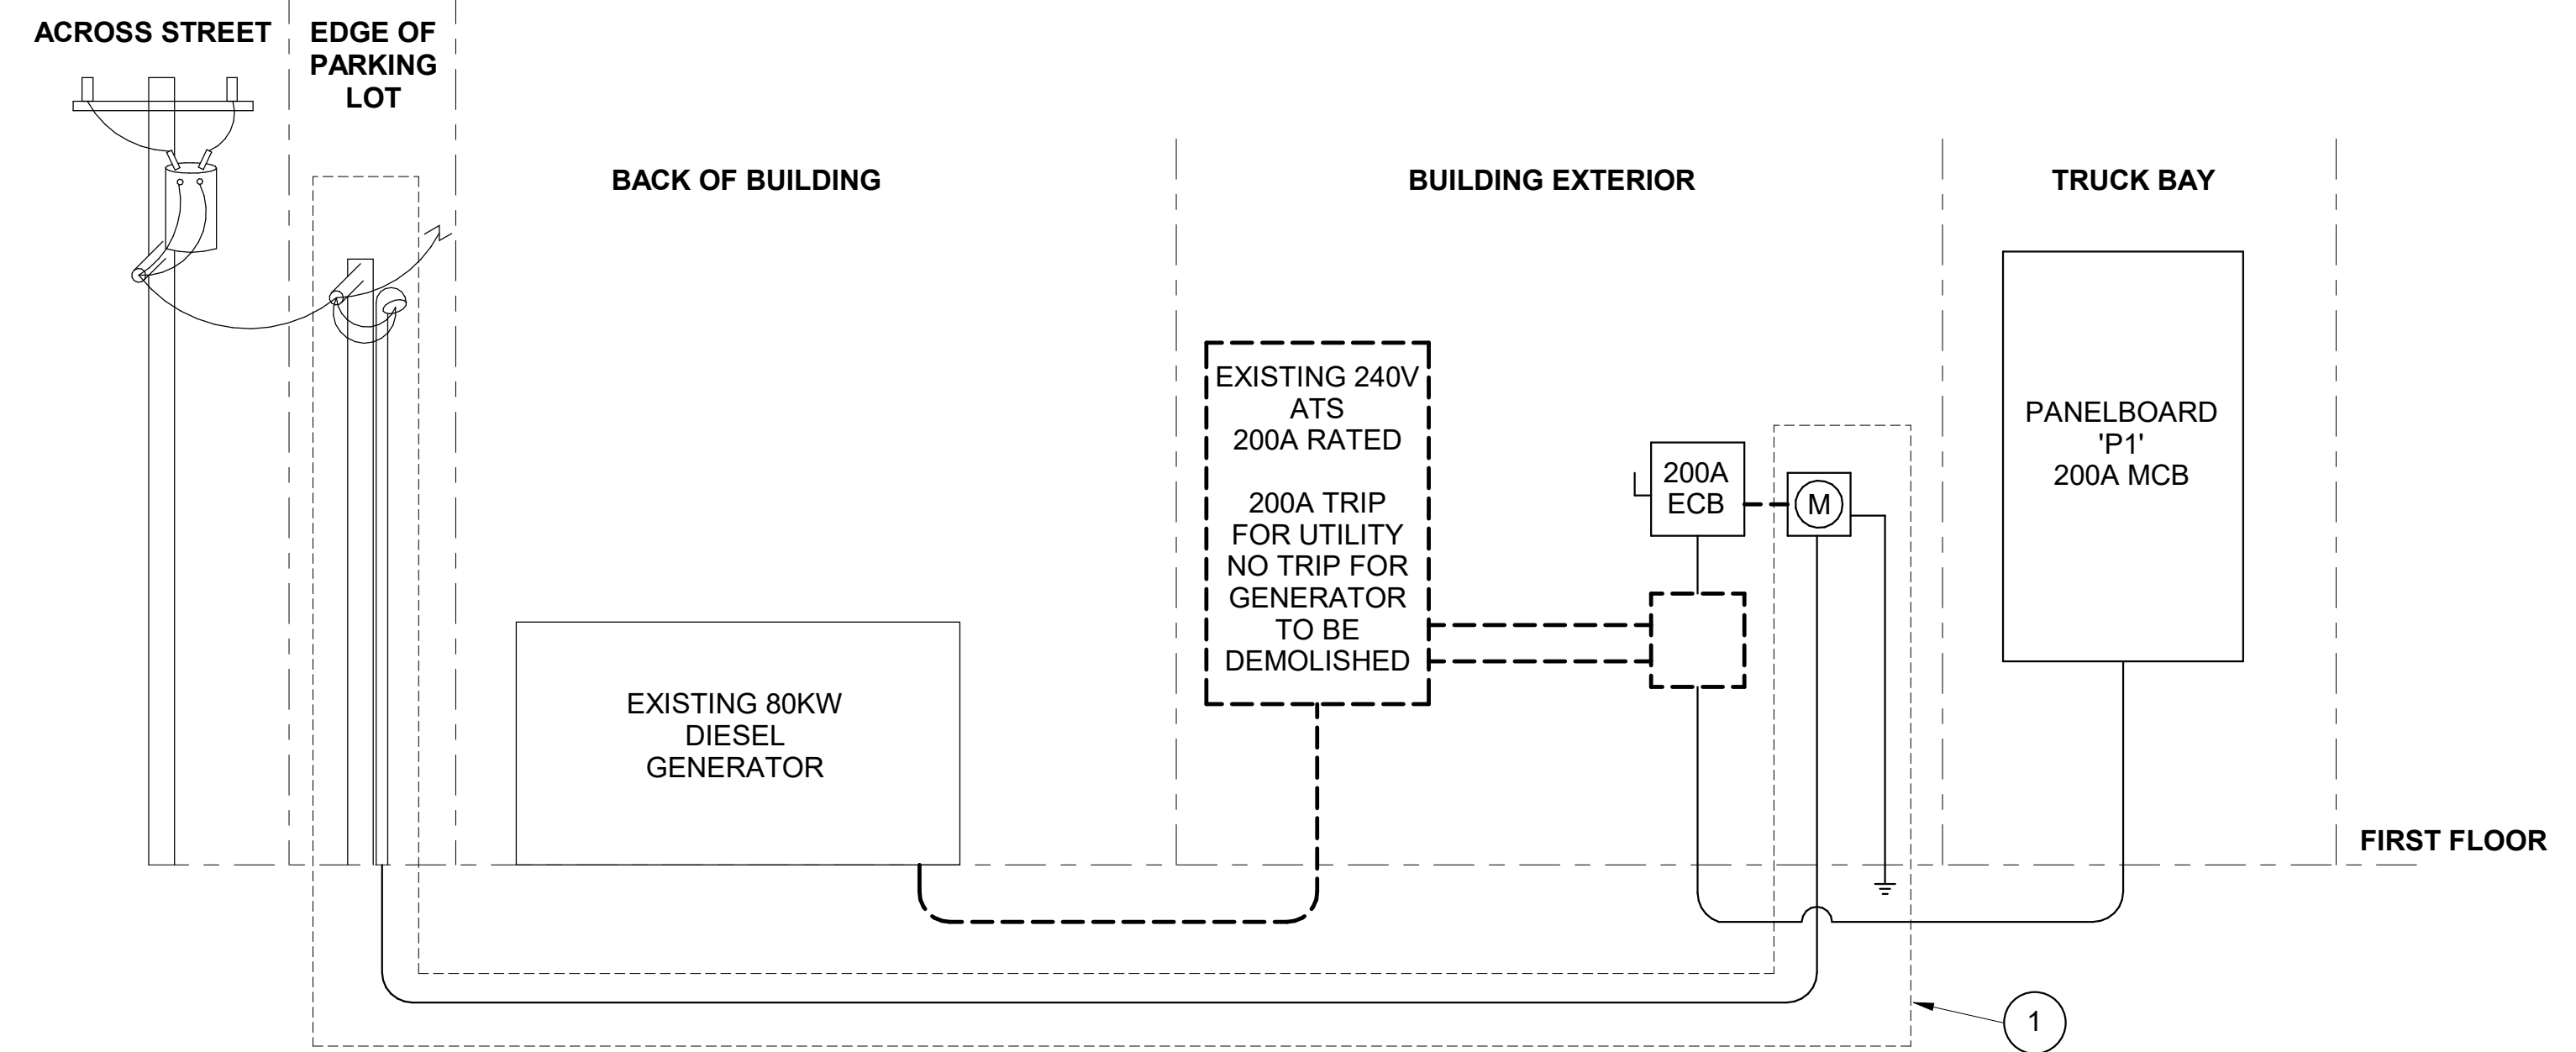 ACROSS STREET
EDGE OF
PARKING
LOT
BACK OF BUILDING
BUILDING EXTERIOR
TRUCK BAY
EXISTING 240V
ATS
200A RATED
200A TRIP
FOR UTILITY
NO TRIP FOR
GENERATOR
TO BE
DEMOLISHED
200A
ECB
M
PANELBOARD
'P1'
200A MCB
EXISTING 80KW
DIESEL
GENERATOR
FIRST FLOOR
1